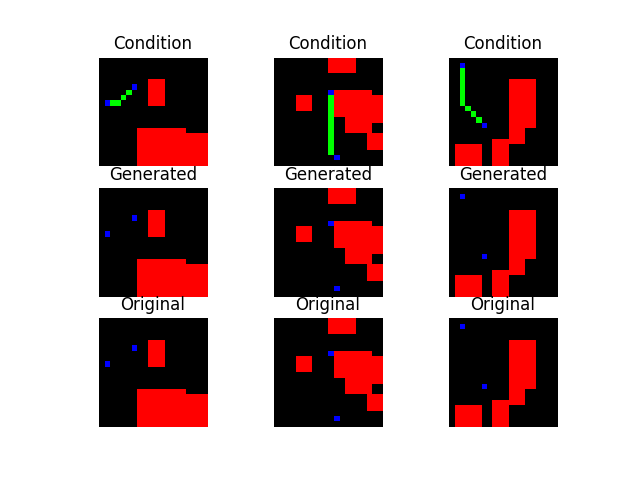 Condition Condition Condition
Generated Generated Generated
Original Original Original